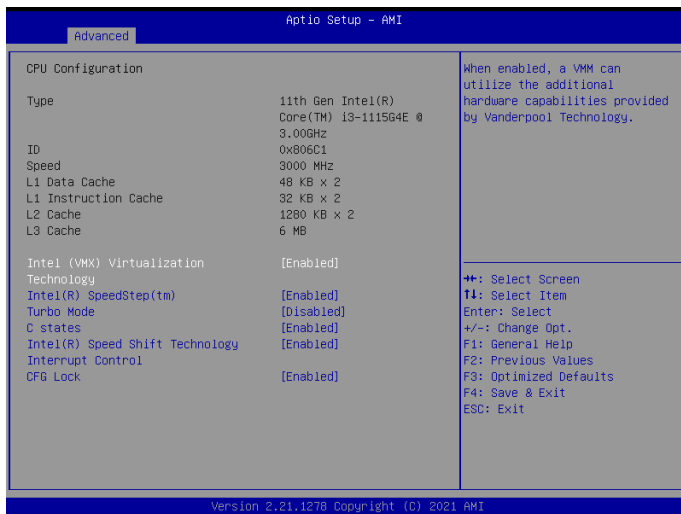 Aptio Setup – AMI
Advanced
CPU Configuration
Type 11th Gen Intel(R)
Core(TM) i3-1115G4E @
3.00GHz
ID 0x806C1
Speed 3000 MHz
L1 Data Cache 48 KB x 2
L1 Instruction Cache 32 KB x 2
L2 Cache 1280 KB x 2
L3 Cache 6 MB
Intel (VMX) Virtualization [Enabled]
Technology
Intel(R) SpeedStep(tm) [Enabled]
Turbo Mode [Disabled]
C states [Enabled]
Intel(R) Speed Shift Technology [Enabled]
Interrupt Control
CFG Lock [Enabled]
When enabled, a VMM can
utilize the additional
hardware capabilities provided
by Vanderpool Technology.
→←: Select Screen
↑↓: Select Item
Enter: Select
+/-: Change Opt.
F1: General Help
F2: Previous Values
F3: Optimized Defaults
F4: Save & Exit
ESC: Exit
Version 2.21.1278 Copyright (C) 2021 AMI